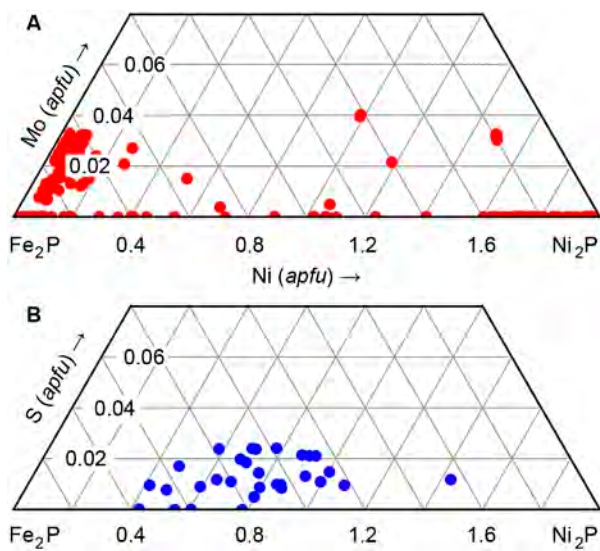 A
Mo (apfu) →
0.06
0.04
0.02
Fe₂P 0.4 0.8 1.2 1.6 Ni₂P
Ni (apfu) →
B
S (apfu) →
0.06
0.04
0.02
Fe₂P 0.4 0.8 1.2 1.6 Ni₂P